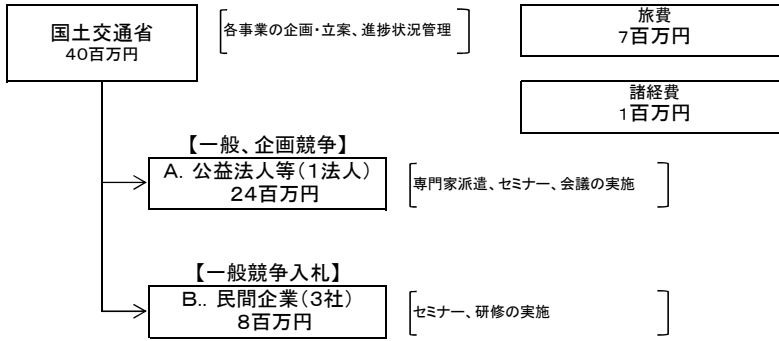 国土交通省
40百万円
各事業の企画・立案、進捗状況管理
旅費
7百万円
諸経費
1百万円
【一般、企画競争】
A. 公益法人等（1法人）
24百万円
専門家派遣、セミナー、会議の実施
【一般競争入札】
B.. 民間企業（3社）
8百万円
セミナー、研修の実施